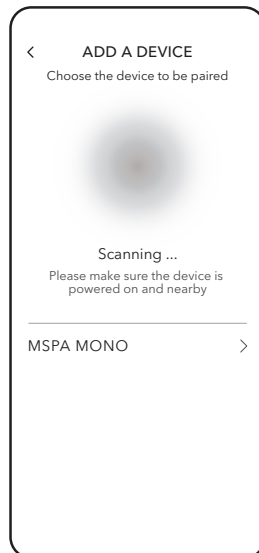 ADD A DEVICE
Choose the device to be paired
Scanning ...
Please make sure the device is
powered on and nearby
MSPA MONO